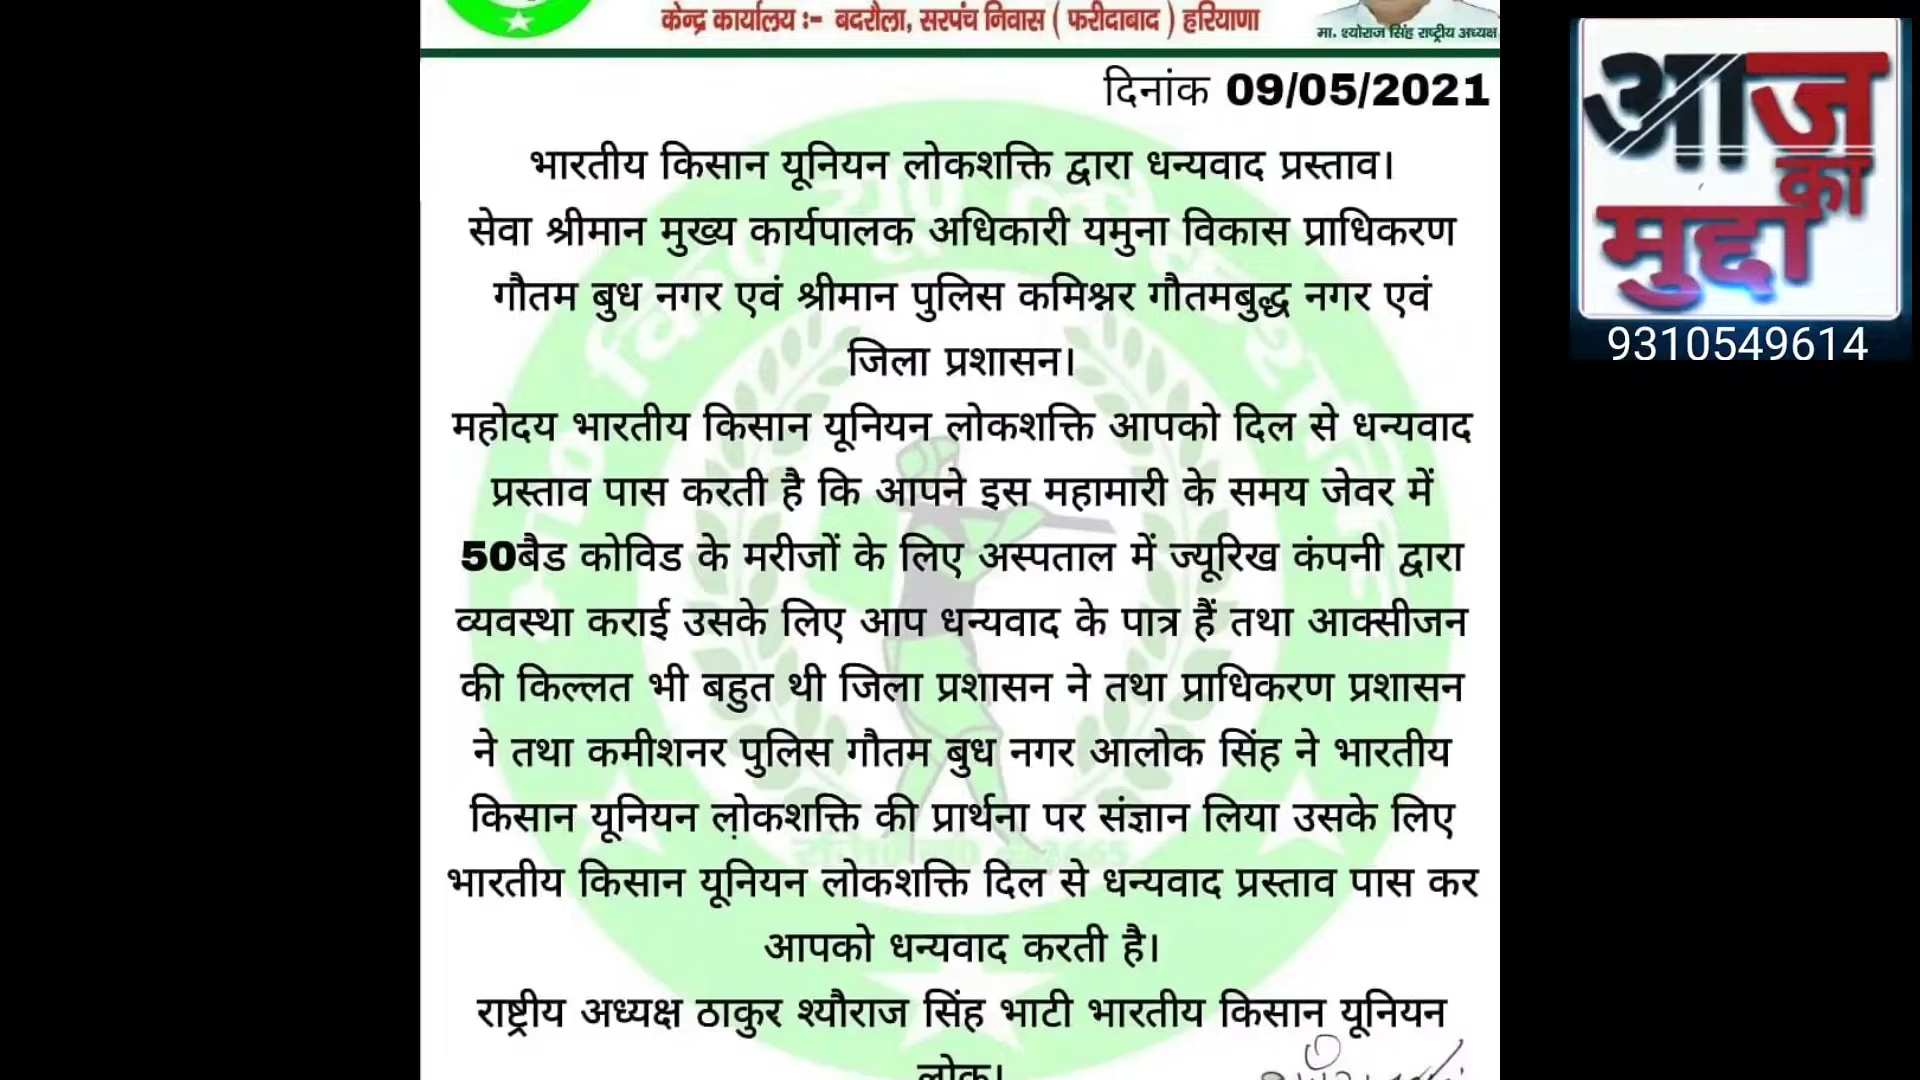 केन्द्र कार्यालय :- बदरौला, सरपंच निवास ( फरीदाबाद ) हरियाणा
मा. श्योराज सिंह राष्ट्रीय अध्यक्ष
दिनांक 09/05/2021
भारतीय किसान यूनियन लोकशक्ति द्वारा धन्यवाद प्रस्ताव।
सेवा श्रीमान मुख्य कार्यपालक अधिकारी यमुना विकास प्राधिकरण
गौतम बुध नगर एवं श्रीमान पुलिस कमिश्नर गौतमबुद्ध नगर एवं
जिला प्रशासन।
महोदय भारतीय किसान यूनियन लोकशक्ति आपको दिल से धन्यवाद
प्रस्ताव पास करती है कि आपने इस महामारी के समय जेवर में
50बैड कोविड के मरीजों के लिए अस्पताल में ज्यूरिख कंपनी द्वारा
व्यवस्था कराई उसके लिए आप धन्यवाद के पात्र हैं तथा आक्सीजन
की किल्लत भी बहुत थी जिला प्रशासन ने तथा प्राधिकरण प्रशासन
ने तथा कमीशनर पुलिस गौतम बुध नगर आलोक सिंह ने भारतीय
किसान यूनियन ल़ोकशक्ति की प्रार्थना पर संज्ञान लिया उसके लिए
भारतीय किसान यूनियन लोकशक्ति दिल से धन्यवाद प्रस्ताव पास कर
आपको धन्यवाद करती है।
राष्ट्रीय अध्यक्ष ठाकुर श्यौराज सिंह भाटी भारतीय किसान यूनियन
लोक।
आज
का
मुद्दा
9310549614